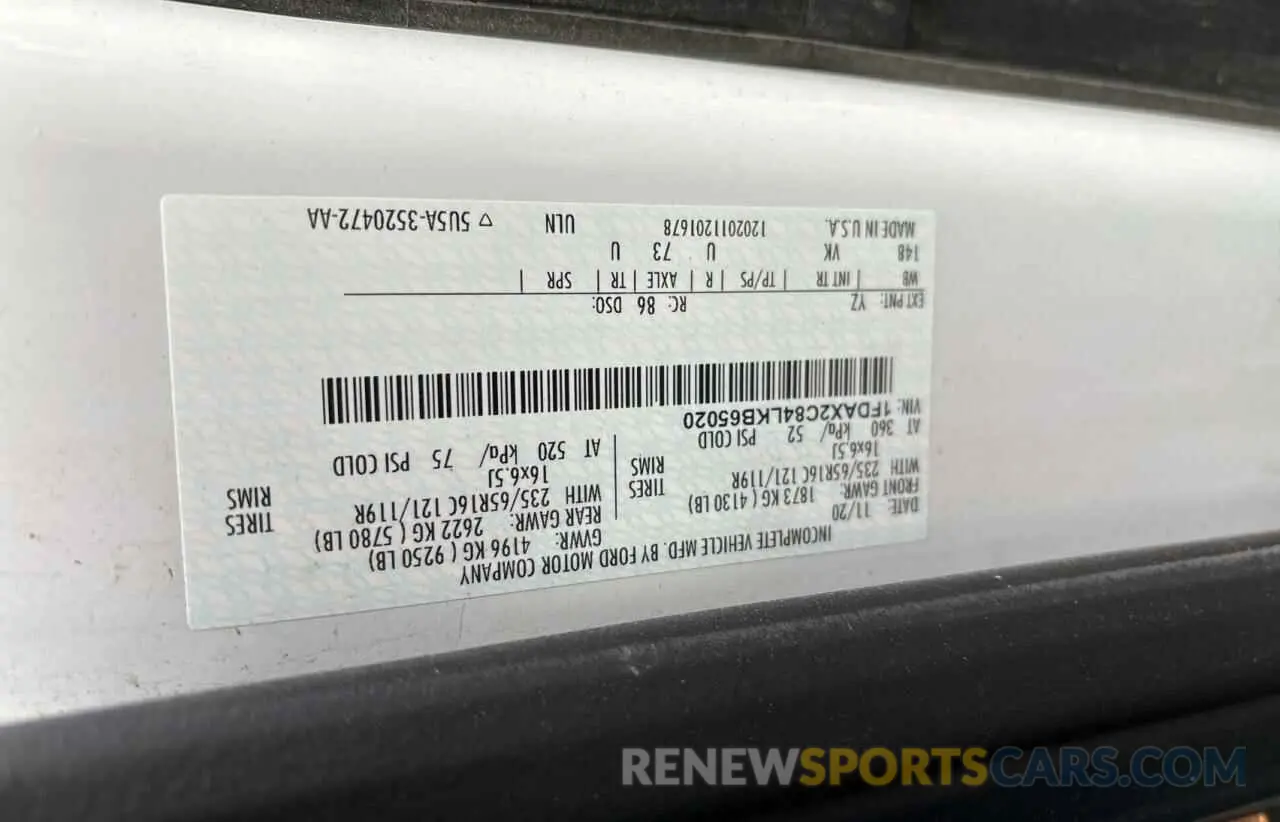 INCOMPLETE VEHICLE MFD. BY FORD MOTOR COMPANY
DATE: 11/20 GVWR: 4196 KG ( 9250 LB)
FRONT GAWR: 1873 KG ( 4130 LB) REAR GAWR: 2622 KG ( 5780 LB)
WITH 235/65R16C 121/119R TIRES WITH 235/65R16C 121/119R TIRES
16x6.5J RIMS 16x6.5J RIMS
AT 360 kPa/ 52 PSI COLD AT 520 kPa/ 75 PSI COLD
VIN: 1FDAX2C84LKB65020
EXT PNT: YZ RC: 86 DSO:
WB | INT TR | TP/PS | R | AXLE | TR | SPR |
148 VK U 73 U
MADE IN U.S.A. 1202011201678 ULN ▽ 5U5A-3520472-AA
RENEWSPORTSCARS.COM